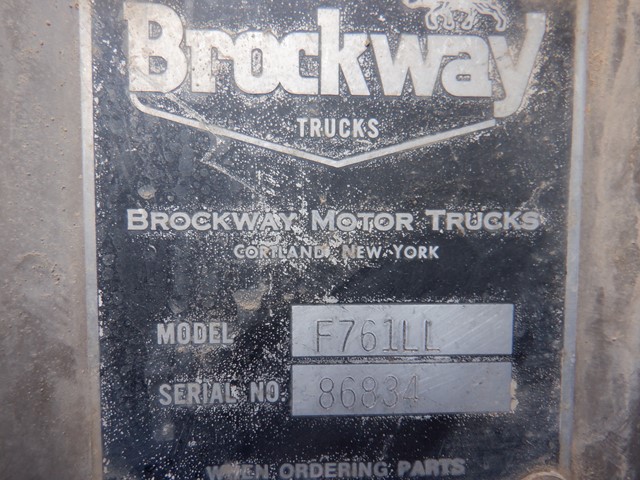 Brockway
TRUCKS
BROCKWAY MOTOR TRUCKS
CORTLAND, NEW YORK
MODEL F761LL
SERIAL NO. 86834
WHEN ORDERING PARTS